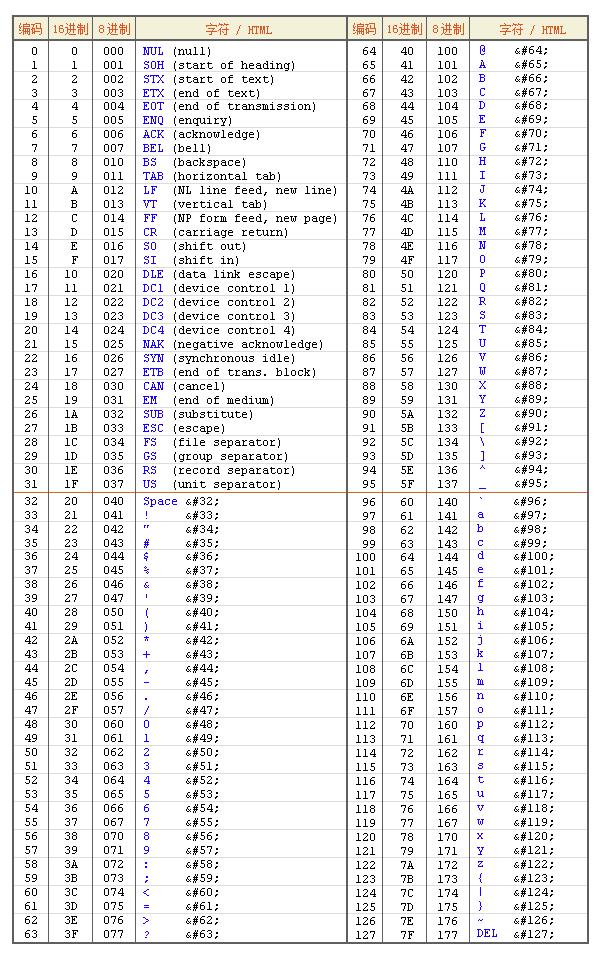 编码 16进制 8进制 字符 / HTML 编码 16进制 8进制 字符 / HTML
0 0 000 NUL (null) 64 40 100 @ &#64;
1 1 001 SOH (start of heading) 65 41 101 A &#65;
2 2 002 STX (start of text) 66 42 102 B &#66;
3 3 003 ETX (end of text) 67 43 103 C &#67;
4 4 004 EOT (end of transmission) 68 44 104 D &#68;
5 5 005 ENQ (enquiry) 69 45 105 E &#69;
6 6 006 ACK (acknowledge) 70 46 106 F &#70;
7 7 007 BEL (bell) 71 47 107 G &#71;
8 8 010 BS (backspace) 72 48 110 H &#72;
9 9 011 TAB (horizontal tab) 73 49 111 I &#73;
10 A 012 LF (NL line feed, new line) 74 4A 112 J &#74;
11 B 013 VT (vertical tab) 75 4B 113 K &#75;
12 C 014 FF (NP form feed, new page) 76 4C 114 L &#76;
13 D 015 CR (carriage return) 77 4D 115 M &#77;
14 E 016 SO (shift out) 78 4E 116 N &#78;
15 F 017 SI (shift in) 79 4F 117 O &#79;
16 10 020 DLE (data link escape) 80 50 120 P &#80;
17 11 021 DC1 (device control 1) 81 51 121 Q &#81;
18 12 022 DC2 (device control 2) 82 52 122 R &#82;
19 13 023 DC3 (device control 3) 83 53 123 S &#83;
20 14 024 DC4 (device control 4) 84 54 124 T &#84;
21 15 025 NAK (negative acknowledge) 85 55 125 U &#85;
22 16 026 SYN (synchronous idle) 86 56 126 V &#86;
23 17 027 ETB (end of trans. block) 87 57 127 W &#87;
24 18 030 CAN (cancel) 88 58 130 X &#88;
25 19 031 EM (end of medium) 89 59 131 Y &#89;
26 1A 032 SUB (substitute) 90 5A 132 Z &#90;
27 1B 033 ESC (escape) 91 5B 133 [ &#91;
28 1C 034 FS (file separator) 92 5C 134 \ &#92;
29 1D 035 GS (group separator) 93 5D 135 ] &#93;
30 1E 036 RS (record separator) 94 5E 136 ^ &#94;
31 1F 037 US (unit separator) 95 5F 137 _ &#95;
32 20 040 Space &#32; 96 60 140 ` &#96;
33 21 041 ! &#33; 97 61 141 a &#97;
34 22 042 " &#34; 98 62 142 b &#98;
35 23 043 # &#35; 99 63 143 c &#99;
36 24 044 $ &#36; 100 64 144 d &#100;
37 25 045 % &#37; 101 65 145 e &#101;
38 26 046 & &#38; 102 66 146 f &#102;
39 27 047 ' &#39; 103 67 147 g &#103;
40 28 050 ( &#40; 104 68 150 h &#104;
41 29 051 ) &#41; 105 69 151 i &#105;
42 2A 052 * &#42; 106 6A 152 j &#106;
43 2B 053 + &#43; 107 6B 153 k &#107;
44 2C 054 , &#44; 108 6C 154 l &#108;
45 2D 055 - &#45; 109 6D 155 m &#109;
46 2E 056 . &#46; 110 6E 156 n &#110;
47 2F 057 / &#47; 111 6F 157 o &#111;
48 30 060 0 &#48; 112 70 160 p &#112;
49 31 061 1 &#49; 113 71 161 q &#113;
50 32 062 2 &#50; 114 72 162 r &#114;
51 33 063 3 &#51; 115 73 163 s &#115;
52 34 064 4 &#52; 116 74 164 t &#116;
53 35 065 5 &#53; 117 75 165 u &#117;
54 36 066 6 &#54; 118 76 166 v &#118;
55 37 067 7 &#55; 119 77 167 w &#119;
56 38 070 8 &#56; 120 78 170 x &#120;
57 39 071 9 &#57; 121 79 171 y &#121;
58 3A 072 : &#58; 122 7A 172 z &#122;
59 3B 073 ; &#59; 123 7B 173 { &#123;
60 3C 074 < &#60; 124 7C 174 | &#124;
61 3D 075 = &#61; 125 7D 175 } &#125;
62 3E 076 > &#62; 126 7E 176 ~ &#126;
63 3F 077 ? &#63; 127 7F 177 DEL &#127;